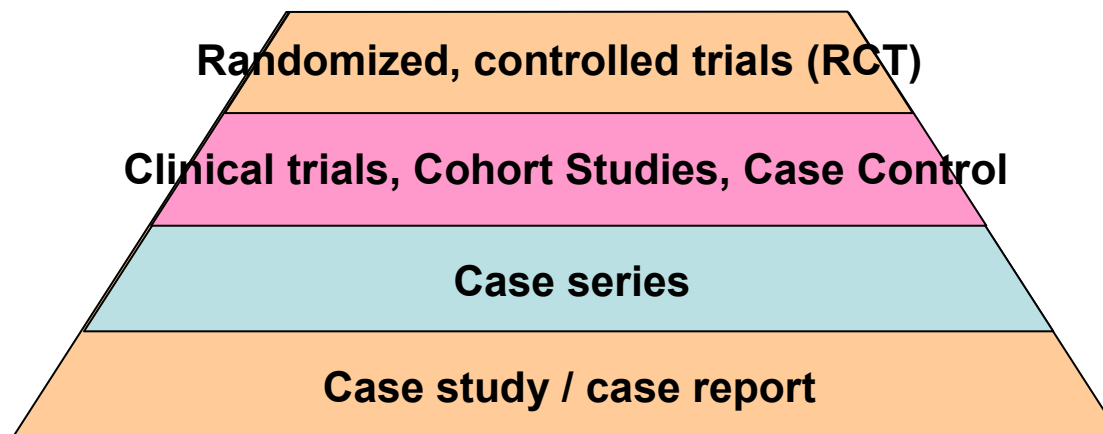 Randomized, controlled trials (RCT)
Clinical trials, Cohort Studies, Case Control
Case series
Case study / case report